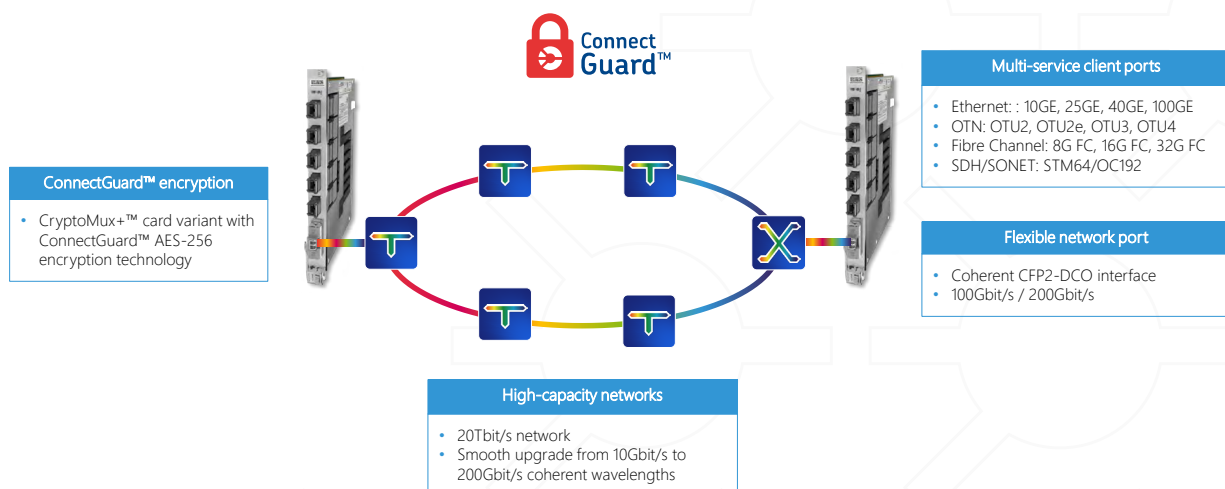 Connect
Guard™
Multi-service client ports
• Ethernet: : 10GE, 25GE, 40GE, 100GE
• OTN: OTU2, OTU2e, OTU3, OTU4
• Fibre Channel: 8G FC, 16G FC, 32G FC
• SDH/SONET: STM64/OC192
ConnectGuard™ encryption
• CryptoMux+™ card variant with
ConnectGuard™ AES-256
encryption technology
Flexible network port
• Coherent CFP2-DCO interface
• 100Gbit/s / 200Gbit/s
High-capacity networks
• 20Tbit/s network
• Smooth upgrade from 10Gbit/s to
200Gbit/s coherent wavelengths